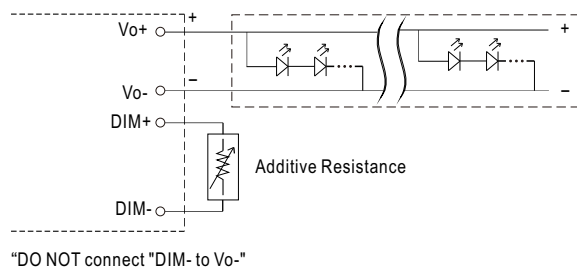 Vo+
+
+
Vo-
−
−
DIM+
Additive Resistance
DIM-
“DO NOT connect "DIM- to Vo-"